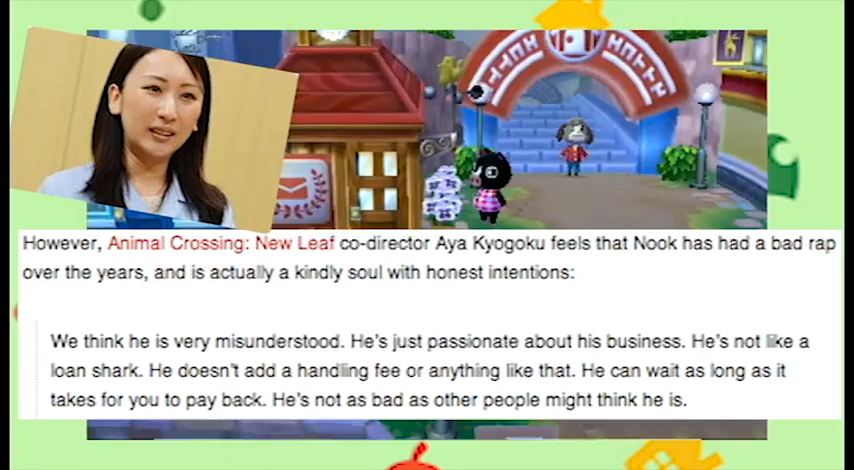 However, Animal Crossing: New Leaf co-director Aya Kyogoku feels that Nook has had a bad rap
over the years, and is actually a kindly soul with honest intentions:
We think he is very misunderstood. He's just passionate about his business. He's not like a
loan shark. He doesn't add a handling fee or anything like that. He can wait as long as it
takes for you to pay back. He's not as bad as other people might think he is.